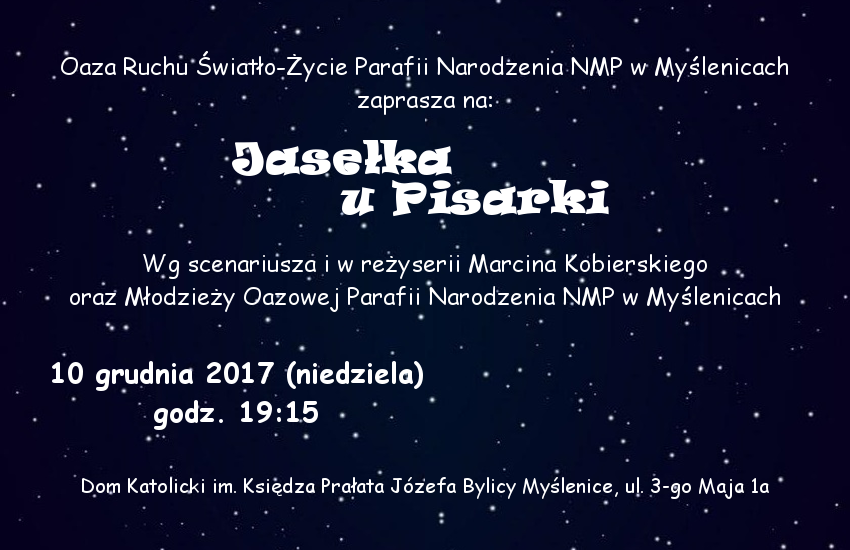 Oaza Ruchu Światło-Życie Parafii Narodzenia NMP w Myślenicach
zaprasza na:
Jasełka
u Pisarki
Wg scenariusza i w reżyserii Marcina Kobierskiego
oraz Młodzieży Oazowej Parafii Narodzenia NMP w Myślenicach
10 grudnia 2017 (niedziela)
godz. 19:15
Dom Katolicki im. Księdza Prałata Józefa Bylicy Myślenice, ul. 3-go Maja 1a